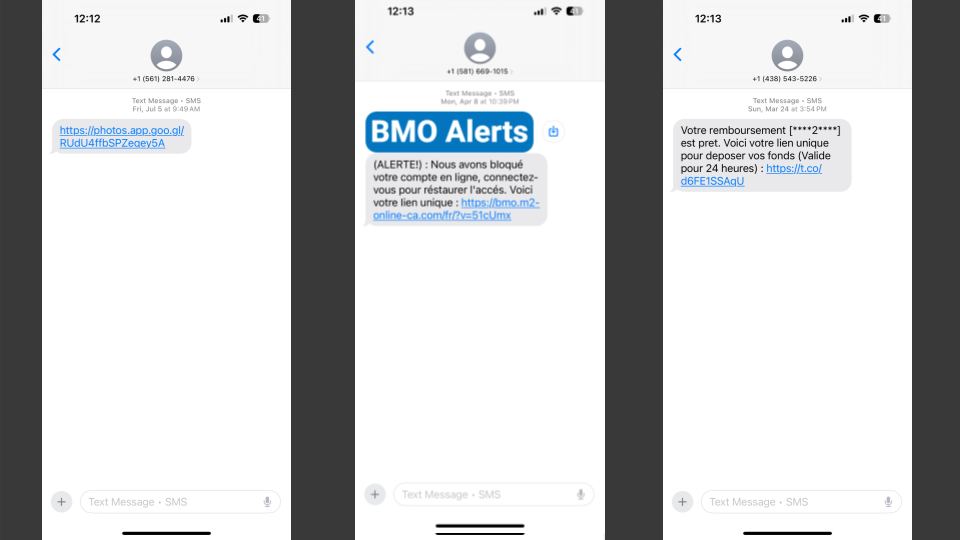 12:12
41
+1 (561) 281-4476
Text Message • SMS
Fri, Jul 5 at 9:49 AM
https://photos.app.goo.gl/
RUdU4ffbSPZeqey5A
+
Text Message • SMS
12:13
41
+1 (581) 669-1015
Text Message • SMS
Mon, Apr 8 at 10:39 PM
BMO Alerts
(ALERTE!) : Nous avons bloqué
votre compte en ligne, connectez-
vous pour réstaurer l'accés. Voici
votre lien unique : https://bmo.m2-
online-ca.com/fr/?v=51cUmx
+
Text Message • SMS
12:13
41
+1 (438) 543-5226
Text Message • SMS
Sun, Mar 24 at 3:54 PM
Votre remboursement [****2****]
est pret. Voici votre lien unique
pour deposer vos fonds (Valide
pour 24 heures) : https://t.co/
d6FE1SSAqU
+
Text Message • SMS